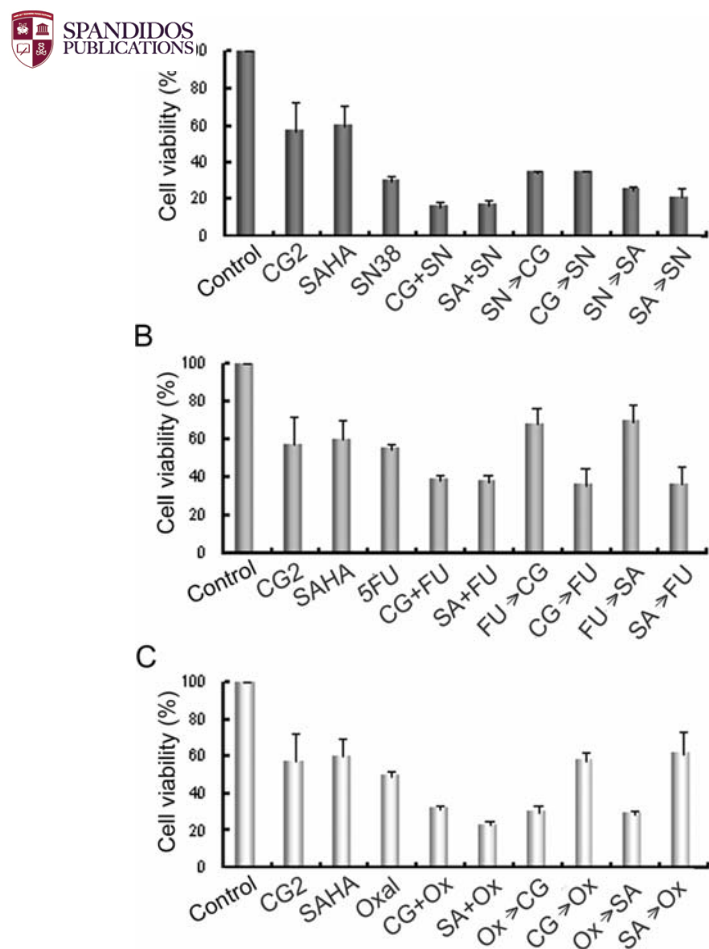 SPANDIDOS
PUBLICATIONS
Cell viability (%)
80
60
40
20
0
Control
CG2
SAHA
SN38
CG+SN
SA+SN
SN→CG
CG→SN
SN→SA
SA→SN
B
Cell viability (%)
100
80
60
40
20
0
Control
CG2
SAHA
5FU
CG+FU
SA+FU
FU→CG
CG→FU
FU→SA
SA→FU
C
Cell viability (%)
100
80
60
40
20
0
Control
CG2
SAHA
Oxal
CG+Ox
SA+Ox
Ox→CG
CG→Ox
Ox→SA
SA→Ox